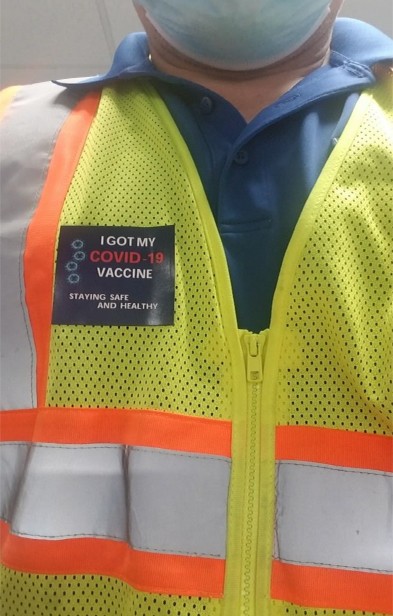 I GOT MY
COVID-19
VACCINE
STAYING SAFE
AND HEALTHY